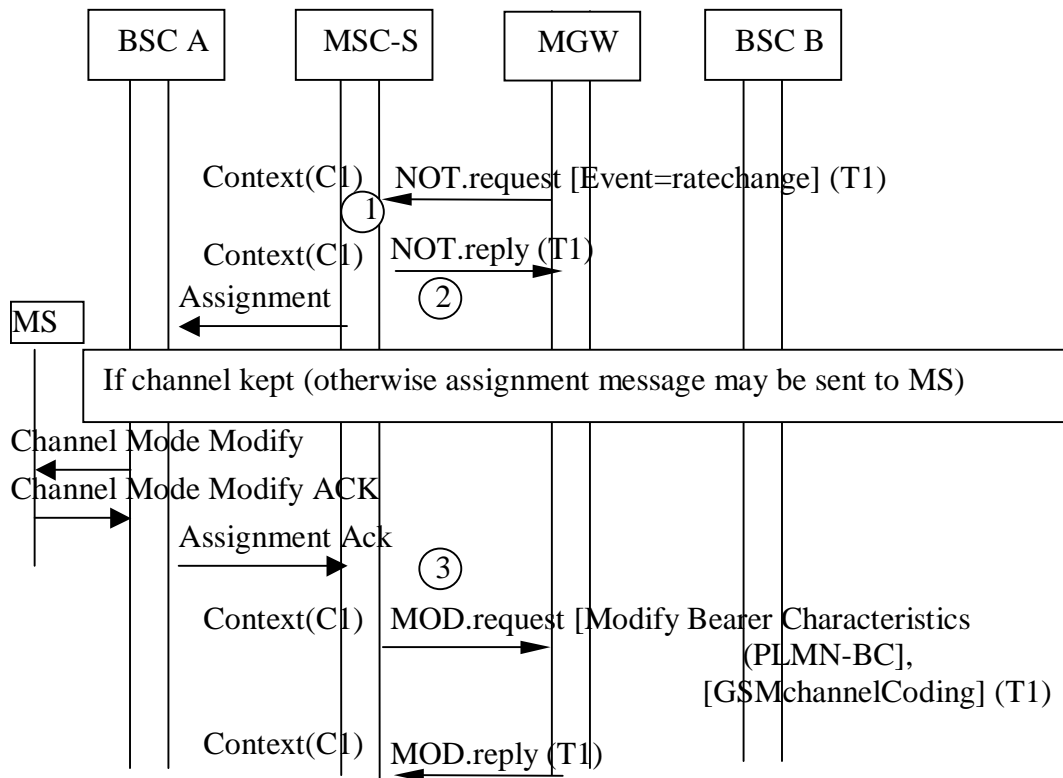 BSC A
MSC-S
MGW
BSC B
Context(C1)
NOT.request [Event=ratechange] (T1)
1
Context(C1)
NOT.reply (T1)
2
Assignment
MS
If channel kept (otherwise assignment message may be sent to MS)
Channel Mode Modify
Channel Mode Modify ACK
Assignment Ack
3
Context(C1)
MOD.request [Modify Bearer Characteristics
(PLMN-BC],
[GSMchannelCoding] (T1)
Context(C1)
MOD.reply (T1)